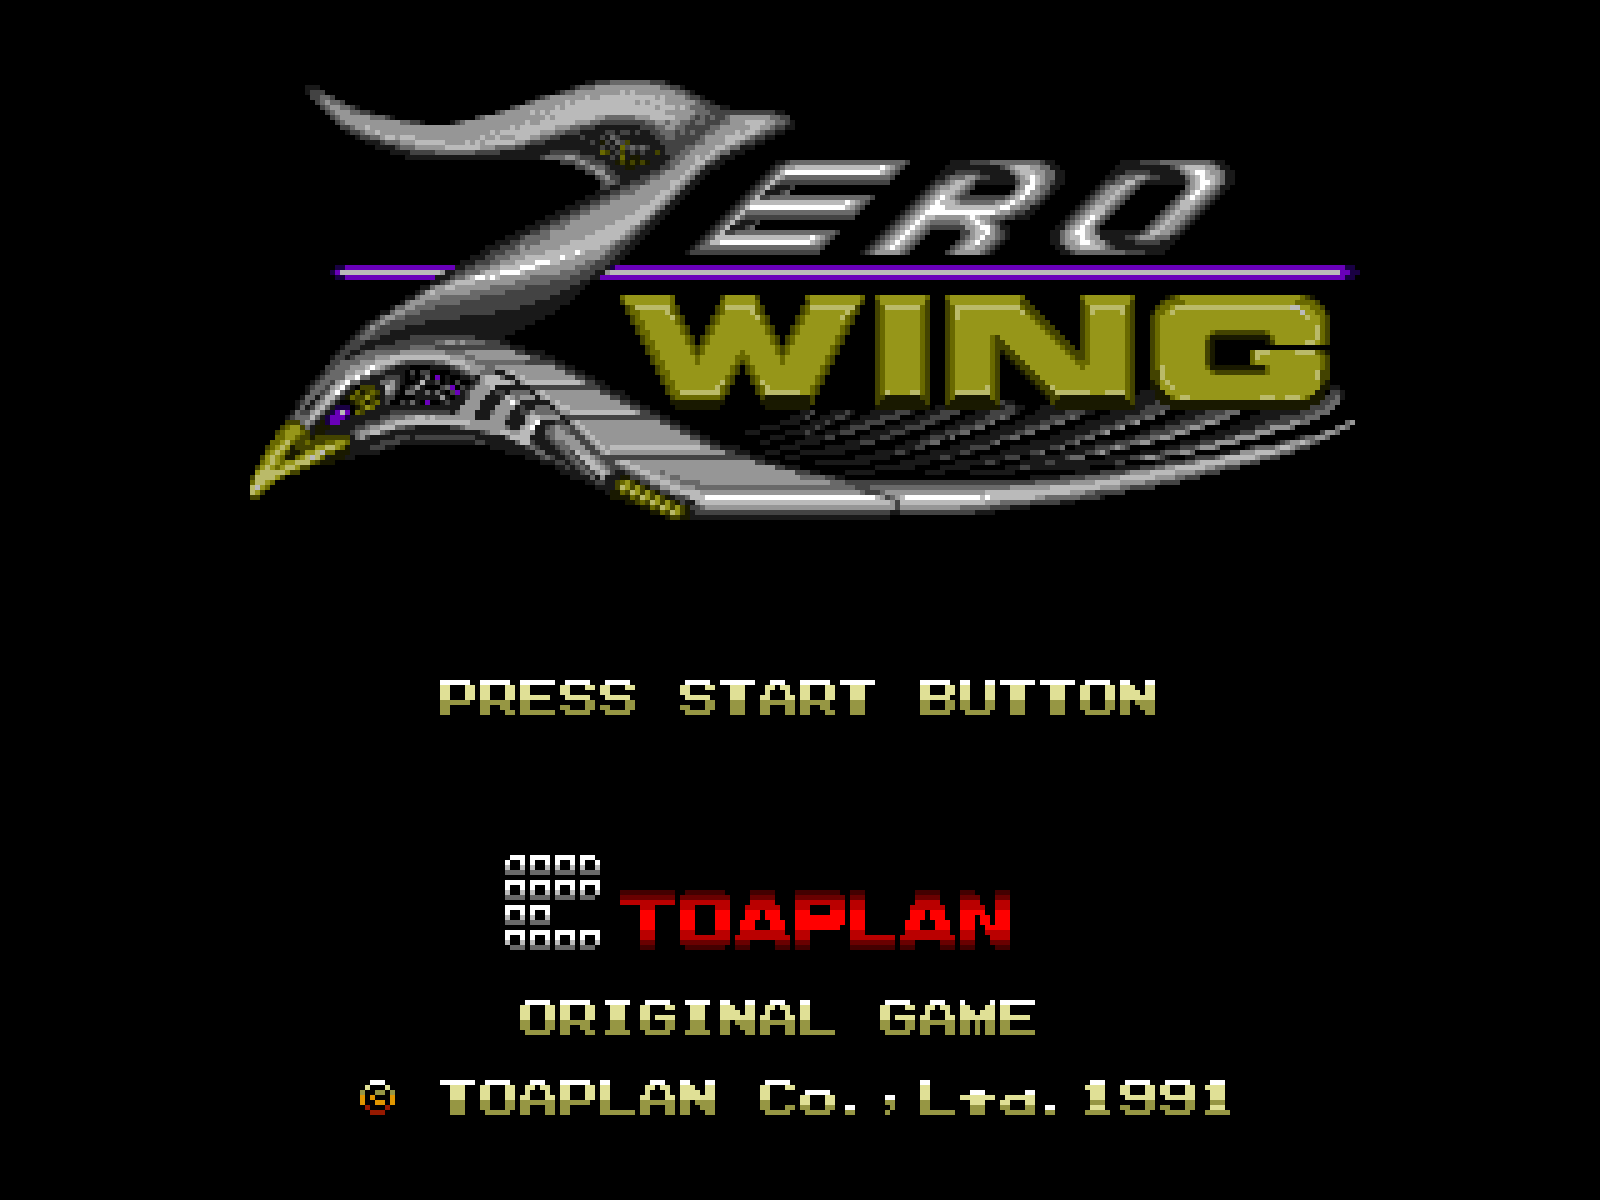 ZERO
WING
PRESS START BUTTON
TOAPLAN
ORIGINAL GAME
© TOAPLAN Co.,Ltd.1991